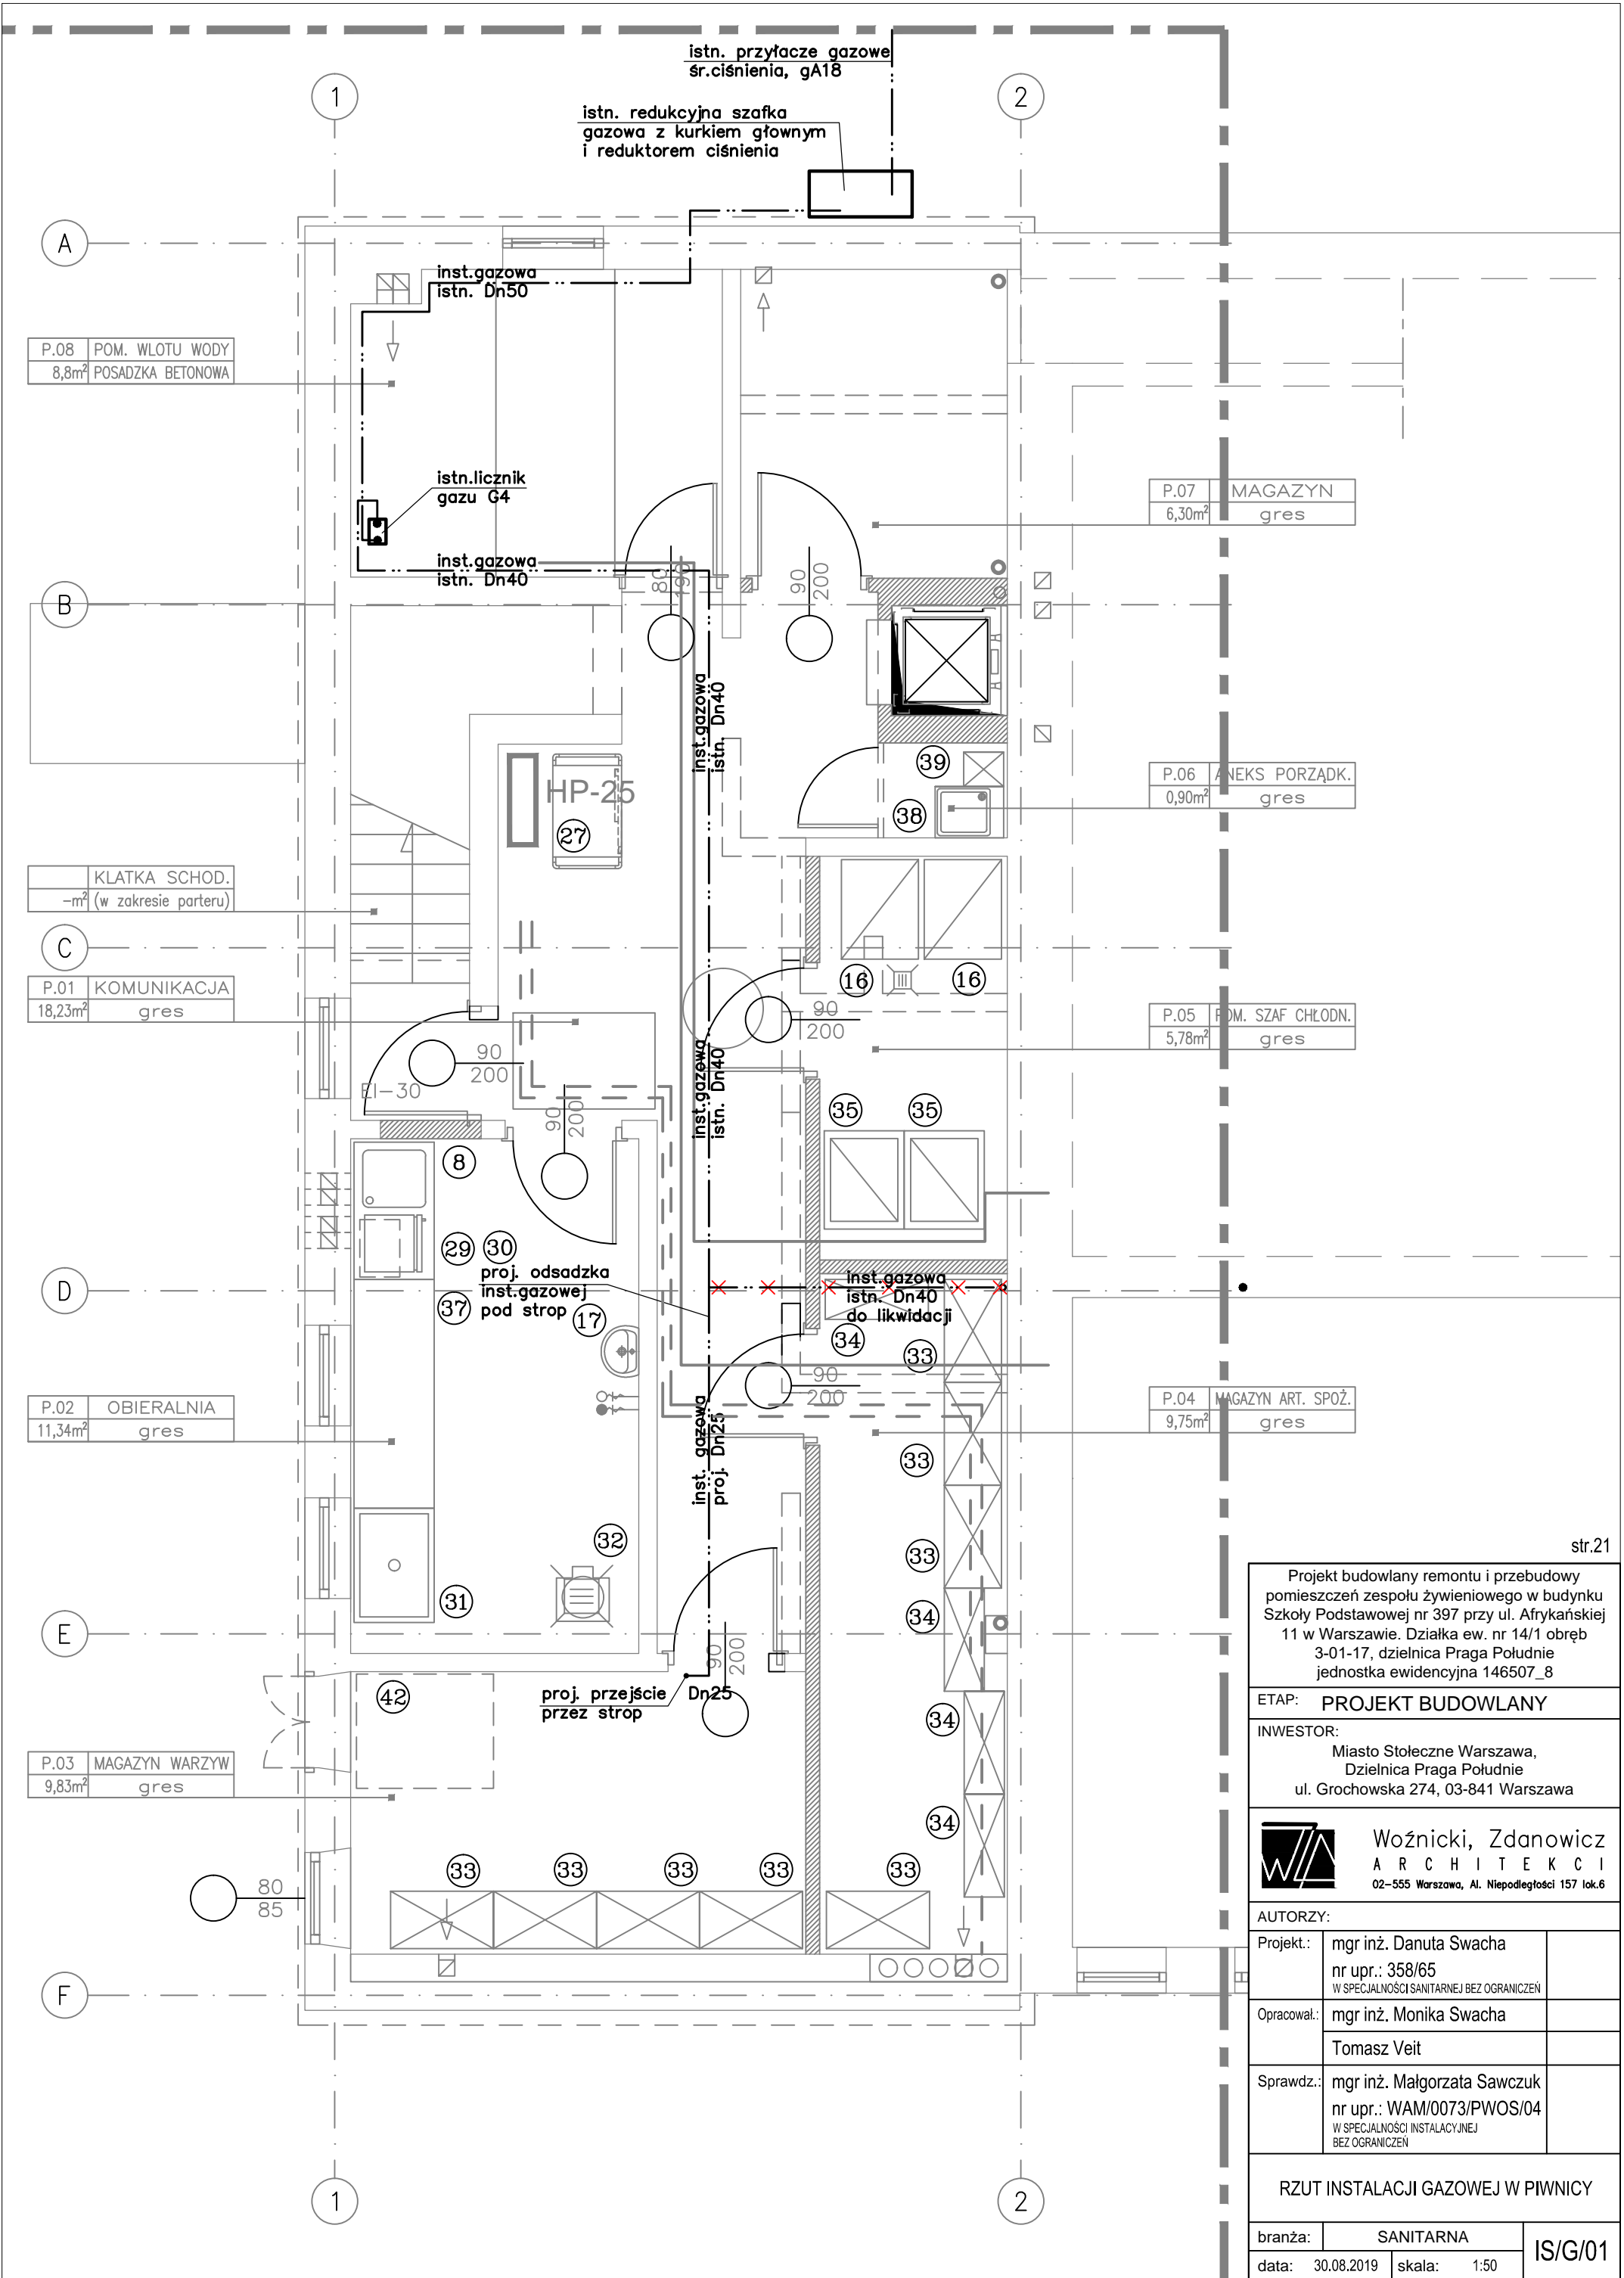 istn. przyłacze gazowe
śr.ciśnienia, gA18
1
2
istn. redukcyjna szafka
gazowa z kurkiem głownym
i reduktorem ciśnienia
A
inst.gazowa
istn. Dn50
P.08 POM. WLOTU WODY
8,8m² POSADZKA BETONOWA
istn.licznik
gazu G4
P.07 MAGAZYN
6,30m² gres
inst.gazowa
istn. Dn40
80
190
90
200
B
inst.gazowa
istn. Dn40
39
HP-25
38
P.06 ANEKS PORZĄDK.
0,90m² gres
27
KLATKA SCHOD.
-m² (w zakresie parteru)
C
16
16
P.01 KOMUNIKACJA
18,23m² gres
90
200
P.05 POM. SZAF CHŁODN.
5,78m² gres
90
200
EI-30
inst.gazowa
istn. Dn40
90
200
35
35
8
29
30
proj. odsadzka
inst.gazowej
pod strop
inst.gazowa
istn. Dn40
do likwidacji
D
37
17
34
33
90
200
P.02 OBIERALNIA
11,34m² gres
P.04 MAGAZYN ART. SPOŻ.
9,75m² gres
inst. gazowa
proj. Dn25
33
32
33
31
34
E
90
200
42
proj. przejście Dn25
przez strop
34
P.03 MAGAZYN WARZYW
9,83m² gres
34
33
33
33
33
33
80
85
F
1
2
str.21
Projekt budowlany remontu i przebudowy
pomieszczeń zespołu żywieniowego w budynku
Szkoły Podstawowej nr 397 przy ul. Afrykańskiej
11 w Warszawie. Działka ew. nr 14/1 obręb
3-01-17, dzielnica Praga Południe
jednostka ewidencyjna 146507_8
ETAP: PROJEKT BUDOWLANY
INWESTOR:
Miasto Stołeczne Warszawa,
Dzielnica Praga Południe
ul. Grochowska 274, 03-841 Warszawa
Woźnicki, Zdanowicz
ARCHITEKCI
02-555 Warszawa, Al. Niepodległości 157 lok.6
AUTORZY:
Projekt.: mgr inż. Danuta Swacha
nr upr.: 358/65
W SPECJALNOŚCI SANITARNEJ BEZ OGRANICZEŃ
Opracował.: mgr inż. Monika Swacha
Tomasz Veit
Sprawdz.: mgr inż. Małgorzata Sawczuk
nr upr.: WAM/0073/PWOS/04
W SPECJALNOŚCI INSTALACYJNEJ
BEZ OGRANICZEŃ
RZUT INSTALACJI GAZOWEJ W PIWNICY
branża: SANITARNA
IS/G/01
data: 30.08.2019 skala: 1:50